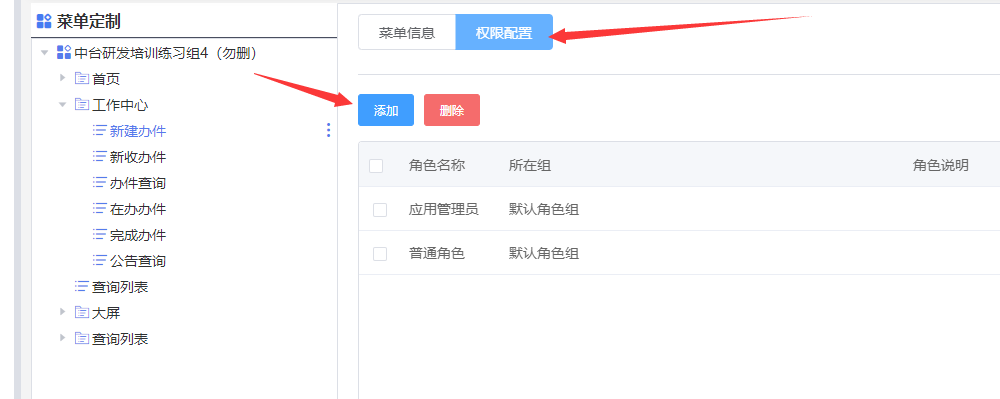 菜单定制
中台研发培训练习组4（勿删）
首页
工作中心
新建办件
新收办件
办件查询
在办办件
完成办件
公告查询
查询列表
大屏
查询列表
菜单信息 权限配置
添加 删除
角色名称 所在组 角色说明
应用管理员 默认角色组
普通角色 默认角色组